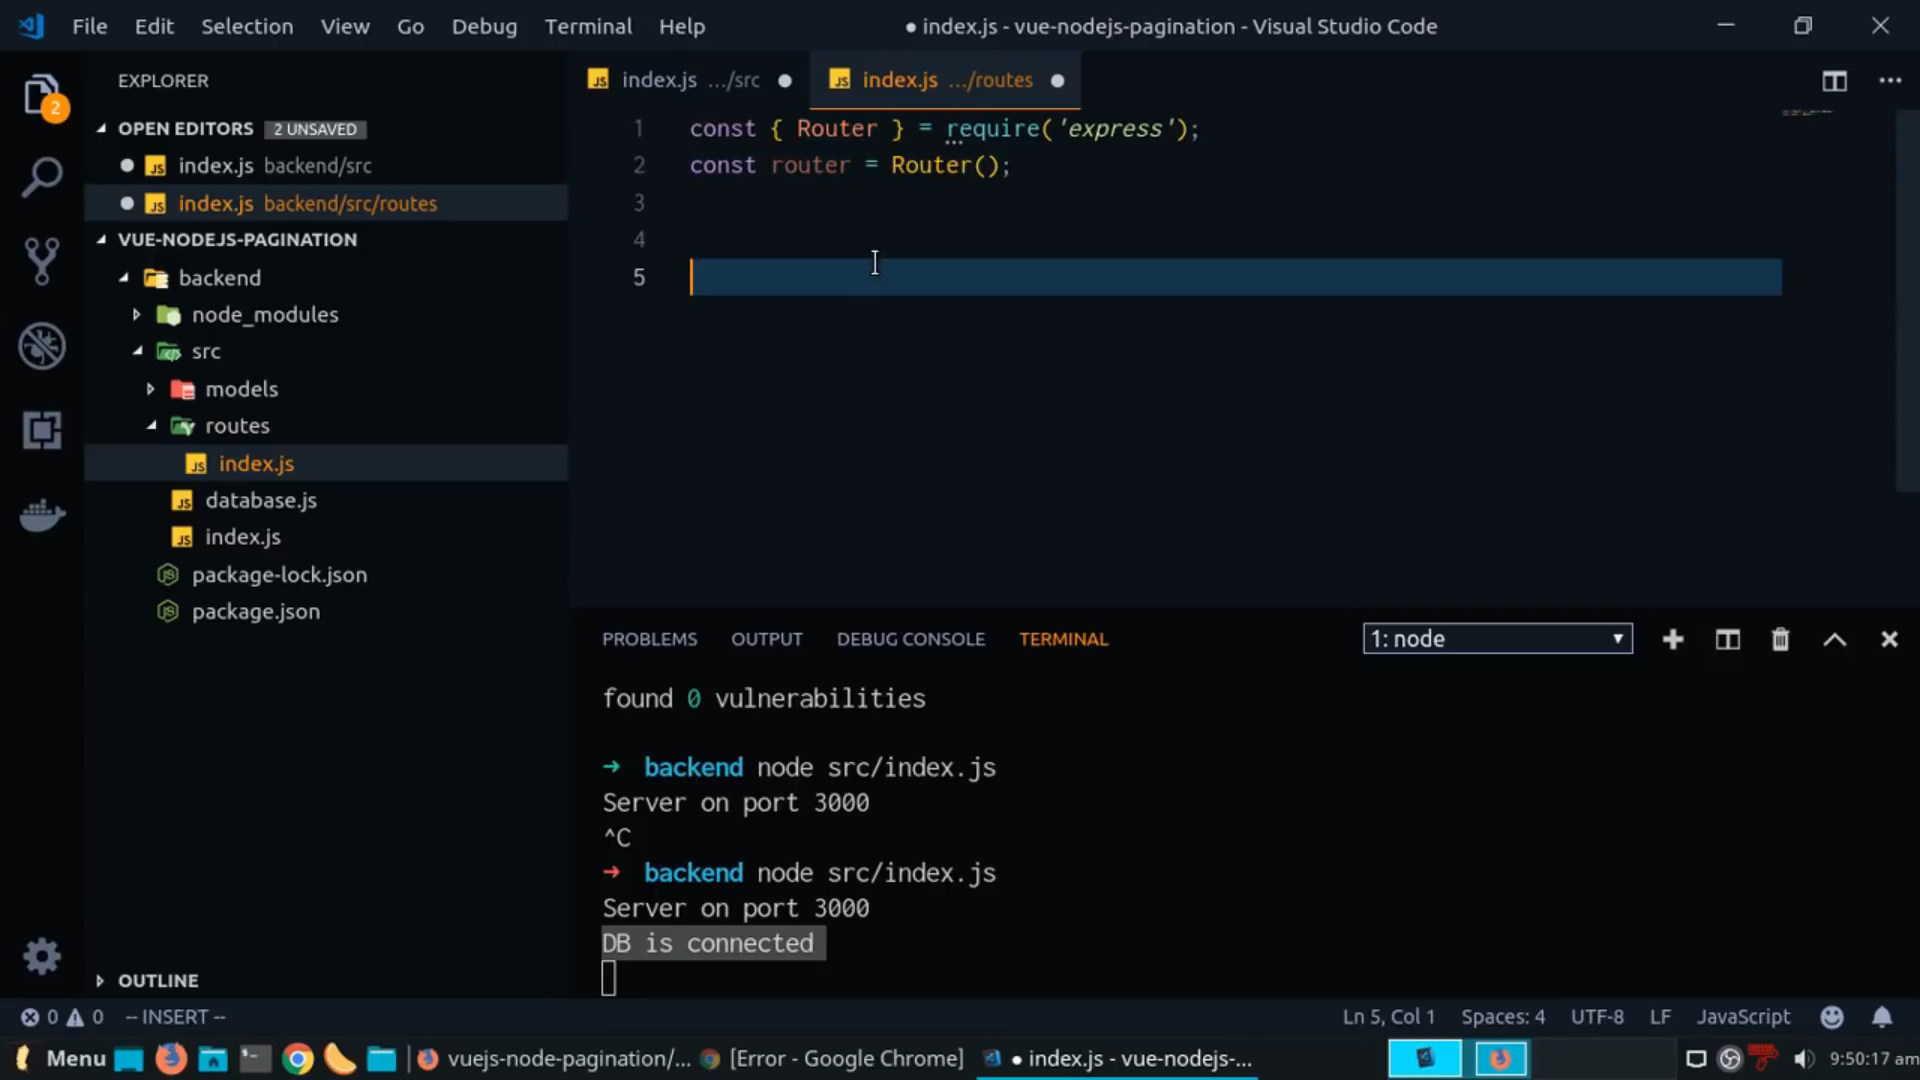 File Edit Selection View Go Debug Terminal Help
● index.js - vue-nodejs-pagination - Visual Studio Code
EXPLORER
OPEN EDITORS 2 UNSAVED
index.js backend/src
index.js backend/src/routes
VUE-NODEJS-PAGINATION
backend
node_modules
src
models
routes
index.js
database.js
index.js
package-lock.json
package.json
OUTLINE
2
index.js .../src
index.js .../routes
1 const { Router } = require('express');
2 const router = Router();
3
4
5
PROBLEMS OUTPUT DEBUG CONSOLE TERMINAL
1: node
found 0 vulnerabilities
➜ backend node src/index.js
Server on port 3000
^C
➜ backend node src/index.js
Server on port 3000
DB is connected
0 0 -- INSERT --
Ln 5, Col 1 Spaces: 4 UTF-8 LF JavaScript
Menu vuejs-node-pagination/... [Error - Google Chrome] ● index.js - vue-nodejs-... 9:50:17 am